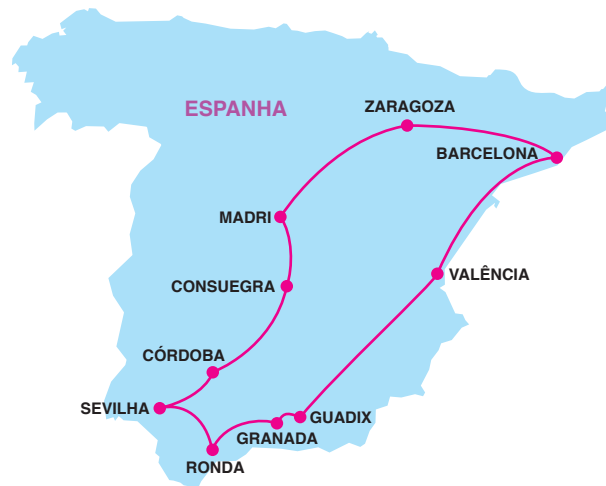 ZARAGOZA
ESPANHA
BARCELONA
MADRI
VALÊNCIA
CONSUEGRA
CÓRDOBA
SEVILHA
GUADIX
GRANADA
RONDA